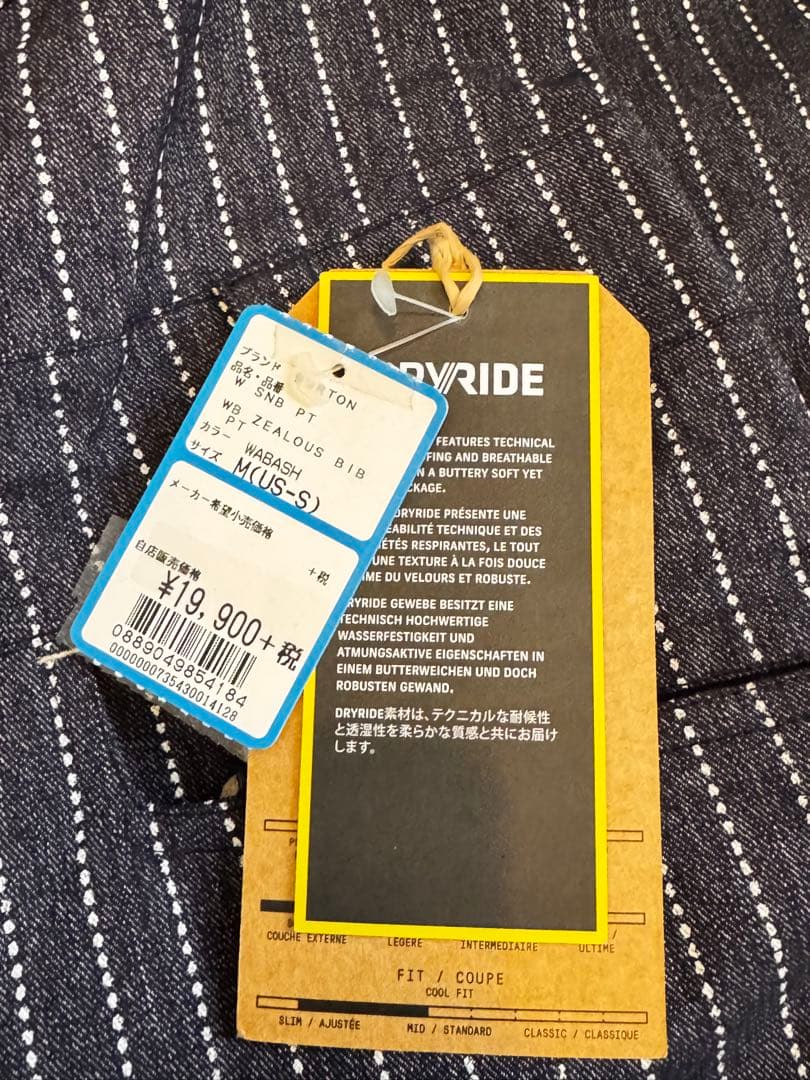 ブランド BURTON
品名・品番
W SNB PT
WB ZEALOUS BIB
PT
カラー WABASH
サイズ M(US-S)
メーカー希望小売価格
+税
自店販売価格
¥19,900+税
0889049854184
0000000735430014128
DRYRIDE
FEATURES TECHNICAL
FING AND BREATHABLE
N A BUTTERY SOFT YET
CKAGE.
DRYRIDE PRÉSENTE UNE
ÉABILITÉ TECHNIQUE ET DES
IÉTÉS RESPIRANTES, LE TOUT
UNE TEXTURE À LA FOIS DOUCE
ME DU VELOURS ET ROBUSTE.
RYRIDE GEWEBE BESITZT EINE
TECHNISCH HOCHWERTIGE
WASSERFESTIGKEIT UND
ATMUNGSAKTIVE EIGENSCHAFTEN IN
EINEM BUTTERWEICHEN UND DOCH
ROBUSTEN GEWAND.
DRYRIDE素材は、テクニカルな耐候性
と透湿性を柔らかな質感と共にお届け
します。
COUCHE EXTERNE LÉGÈRE INTERMÉDIAIRE ULTIME
FIT / COUPE
COOL FIT
SLIM / AJUSTÉE MID / STANDARD CLASSIC / CLASSIQUE